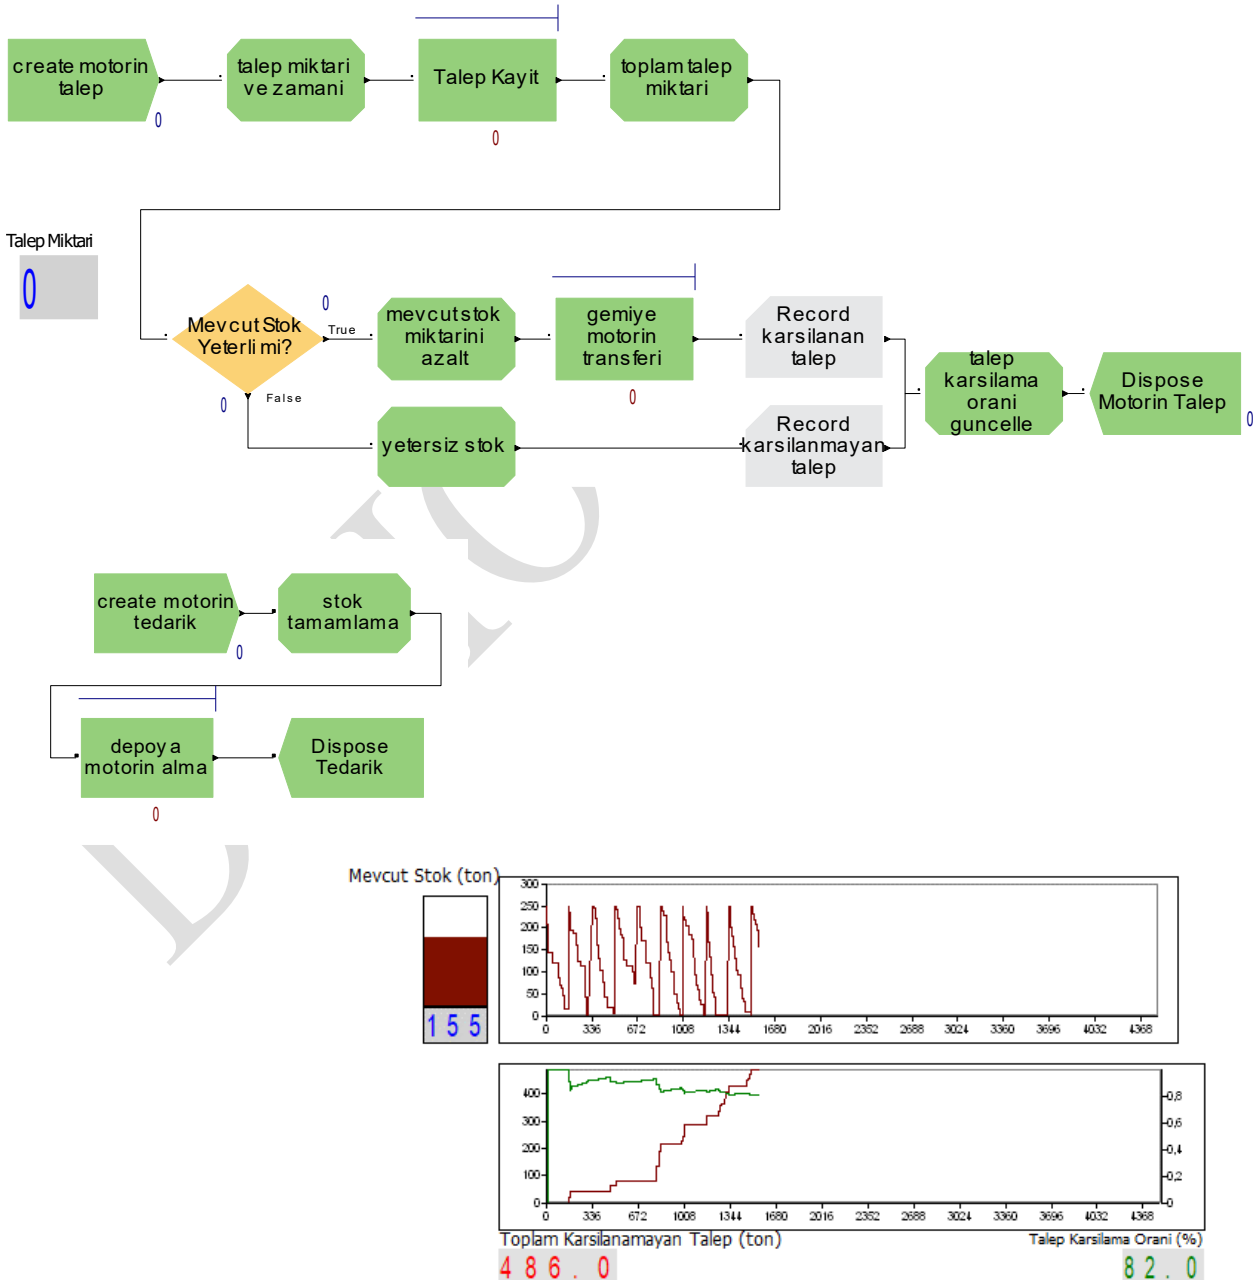 create motorin
talep
0
talep miktari
ve zamani
Talep Kayit
0
toplam talep
miktari
Talep Miktari
0
Mevcut Stok
Yeterli mi?
0
True
0
False
mevcut stok
miktarini
azalt
gemiye
motorin
transferi
0
Record
karsilanan
talep
yetersiz stok
Record
karsilanmayan
talep
talep
karsilama
orani
guncelle
Dispose
Motorin Talep
0
create motorin
tedarik
0
stok
tamamlama
depoya
motorin alma
0
Dispose
Tedarik
Mevcut Stok (ton)
155
300
250
200
150
100
50
0
0 336 672 1008 1344 1680 2016 2352 2688 3024 3360 3696 4032 4368
400
300
200
100
0
0,8
0,6
0,4
0,2
0
0 336 672 1008 1344 1680 2016 2352 2688 3024 3360 3696 4032 4368
Toplam Karsilanamayan Talep (ton)
486.0
Talep Karsilama Orani (%)
82.0